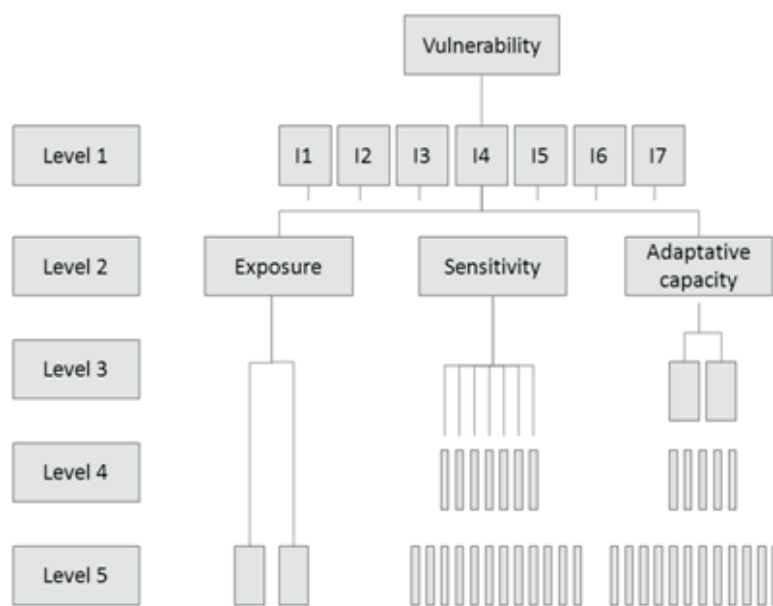 Vulnerability
Level 1
I1 I2 I3 I4 I5 I6 I7
Level 2
Exposure
Sensitivity
Adaptative
capacity
Level 3
Level 4
Level 5